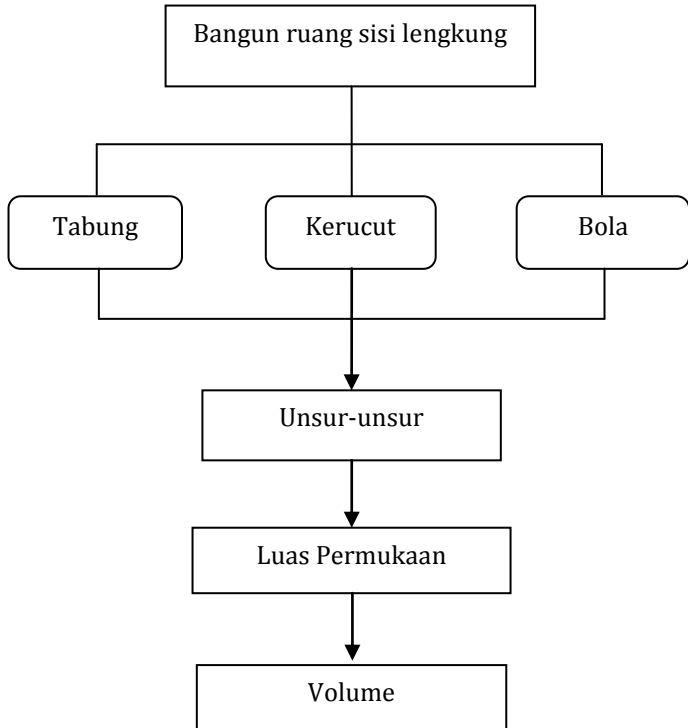 Bangun ruang sisi lengkung
Tabung
Kerucut
Bola
Unsur-unsur
Luas Permukaan
Volume